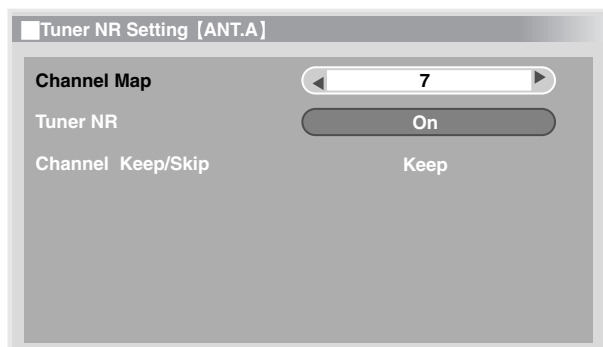 Tuner NR Setting【ANT.A】
Channel Map 7
Tuner NR On
Channel Keep/Skip Keep